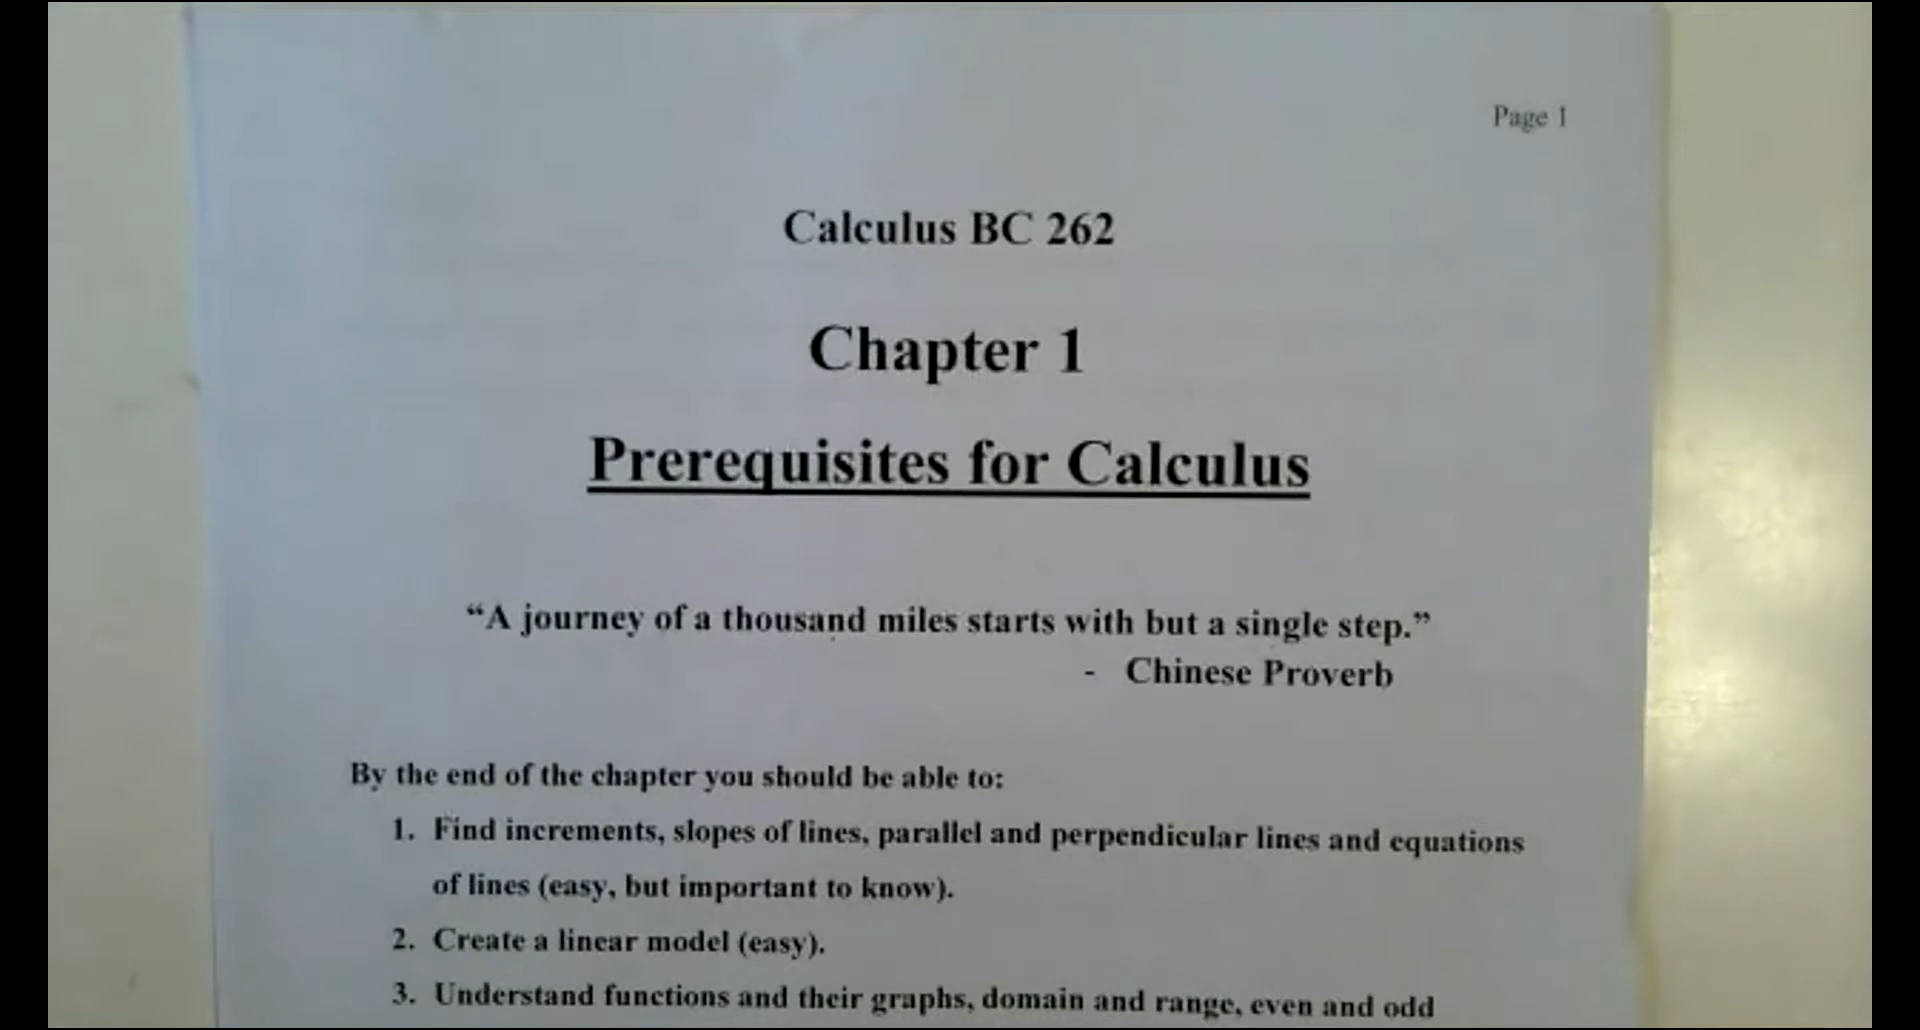 Page 1
Calculus BC 262
Chapter 1
Prerequisites for Calculus
“A journey of a thousand miles starts with but a single step.”
- Chinese Proverb
By the end of the chapter you should be able to:
1. Find increments, slopes of lines, parallel and perpendicular lines and equations
of lines (easy, but important to know).
2. Create a linear model (easy).
3. Understand functions and their graphs, domain and range, even and odd